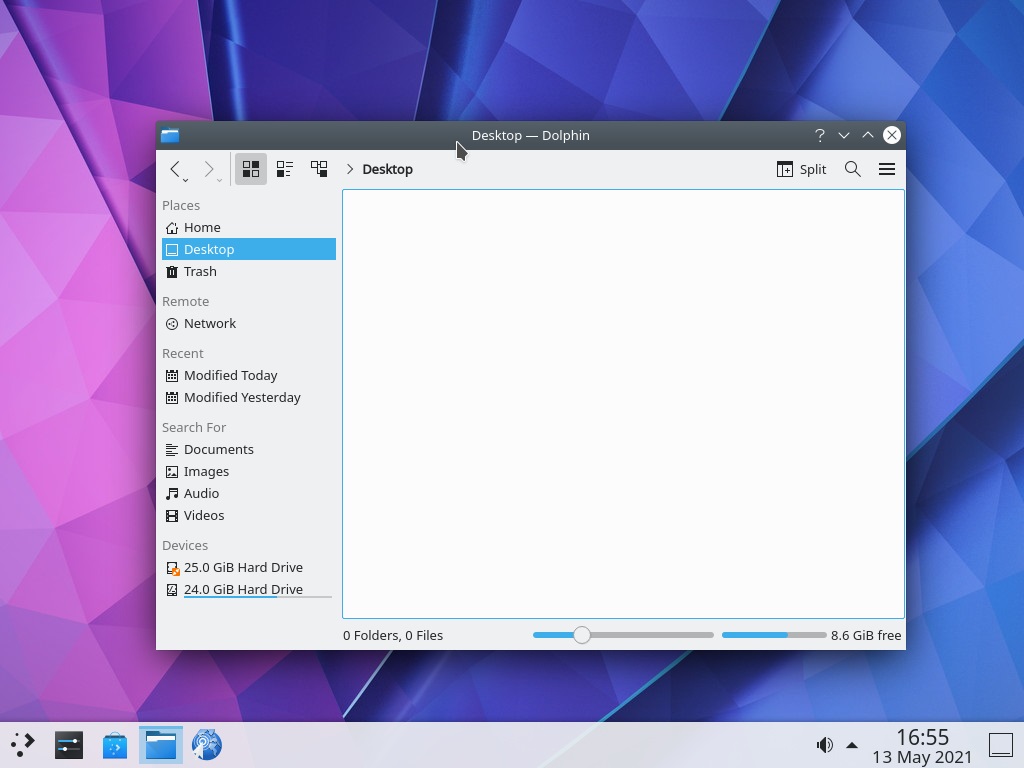 Desktop — Dolphin
Desktop
Split
Places
Home
Desktop
Trash
Remote
Network
Recent
Modified Today
Modified Yesterday
Search For
Documents
Images
Audio
Videos
Devices
25.0 GiB Hard Drive
24.0 GiB Hard Drive
0 Folders, 0 Files
8.6 GiB free
16:55
13 May 2021